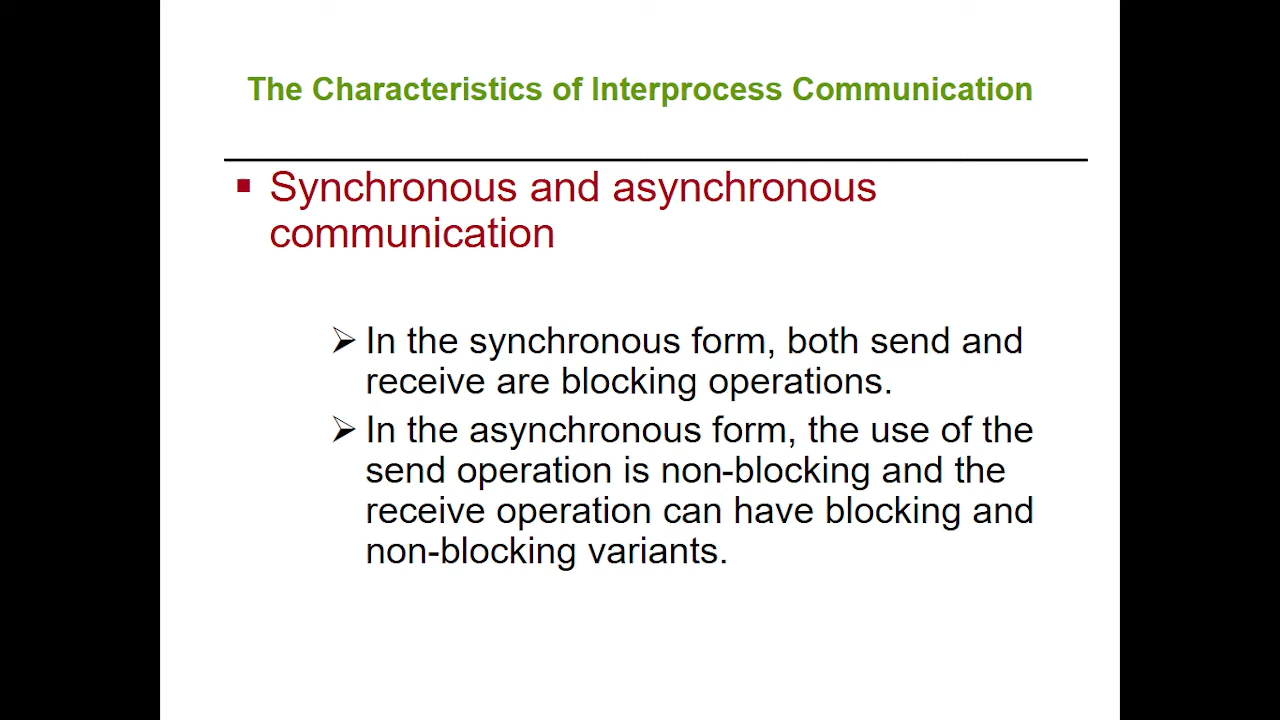 The Characteristics of Interprocess Communication
▪ Synchronous and asynchronous
communication
➢ In the synchronous form, both send and
receive are blocking operations.
➢ In the asynchronous form, the use of the
send operation is non-blocking and the
receive operation can have blocking and
non-blocking variants.